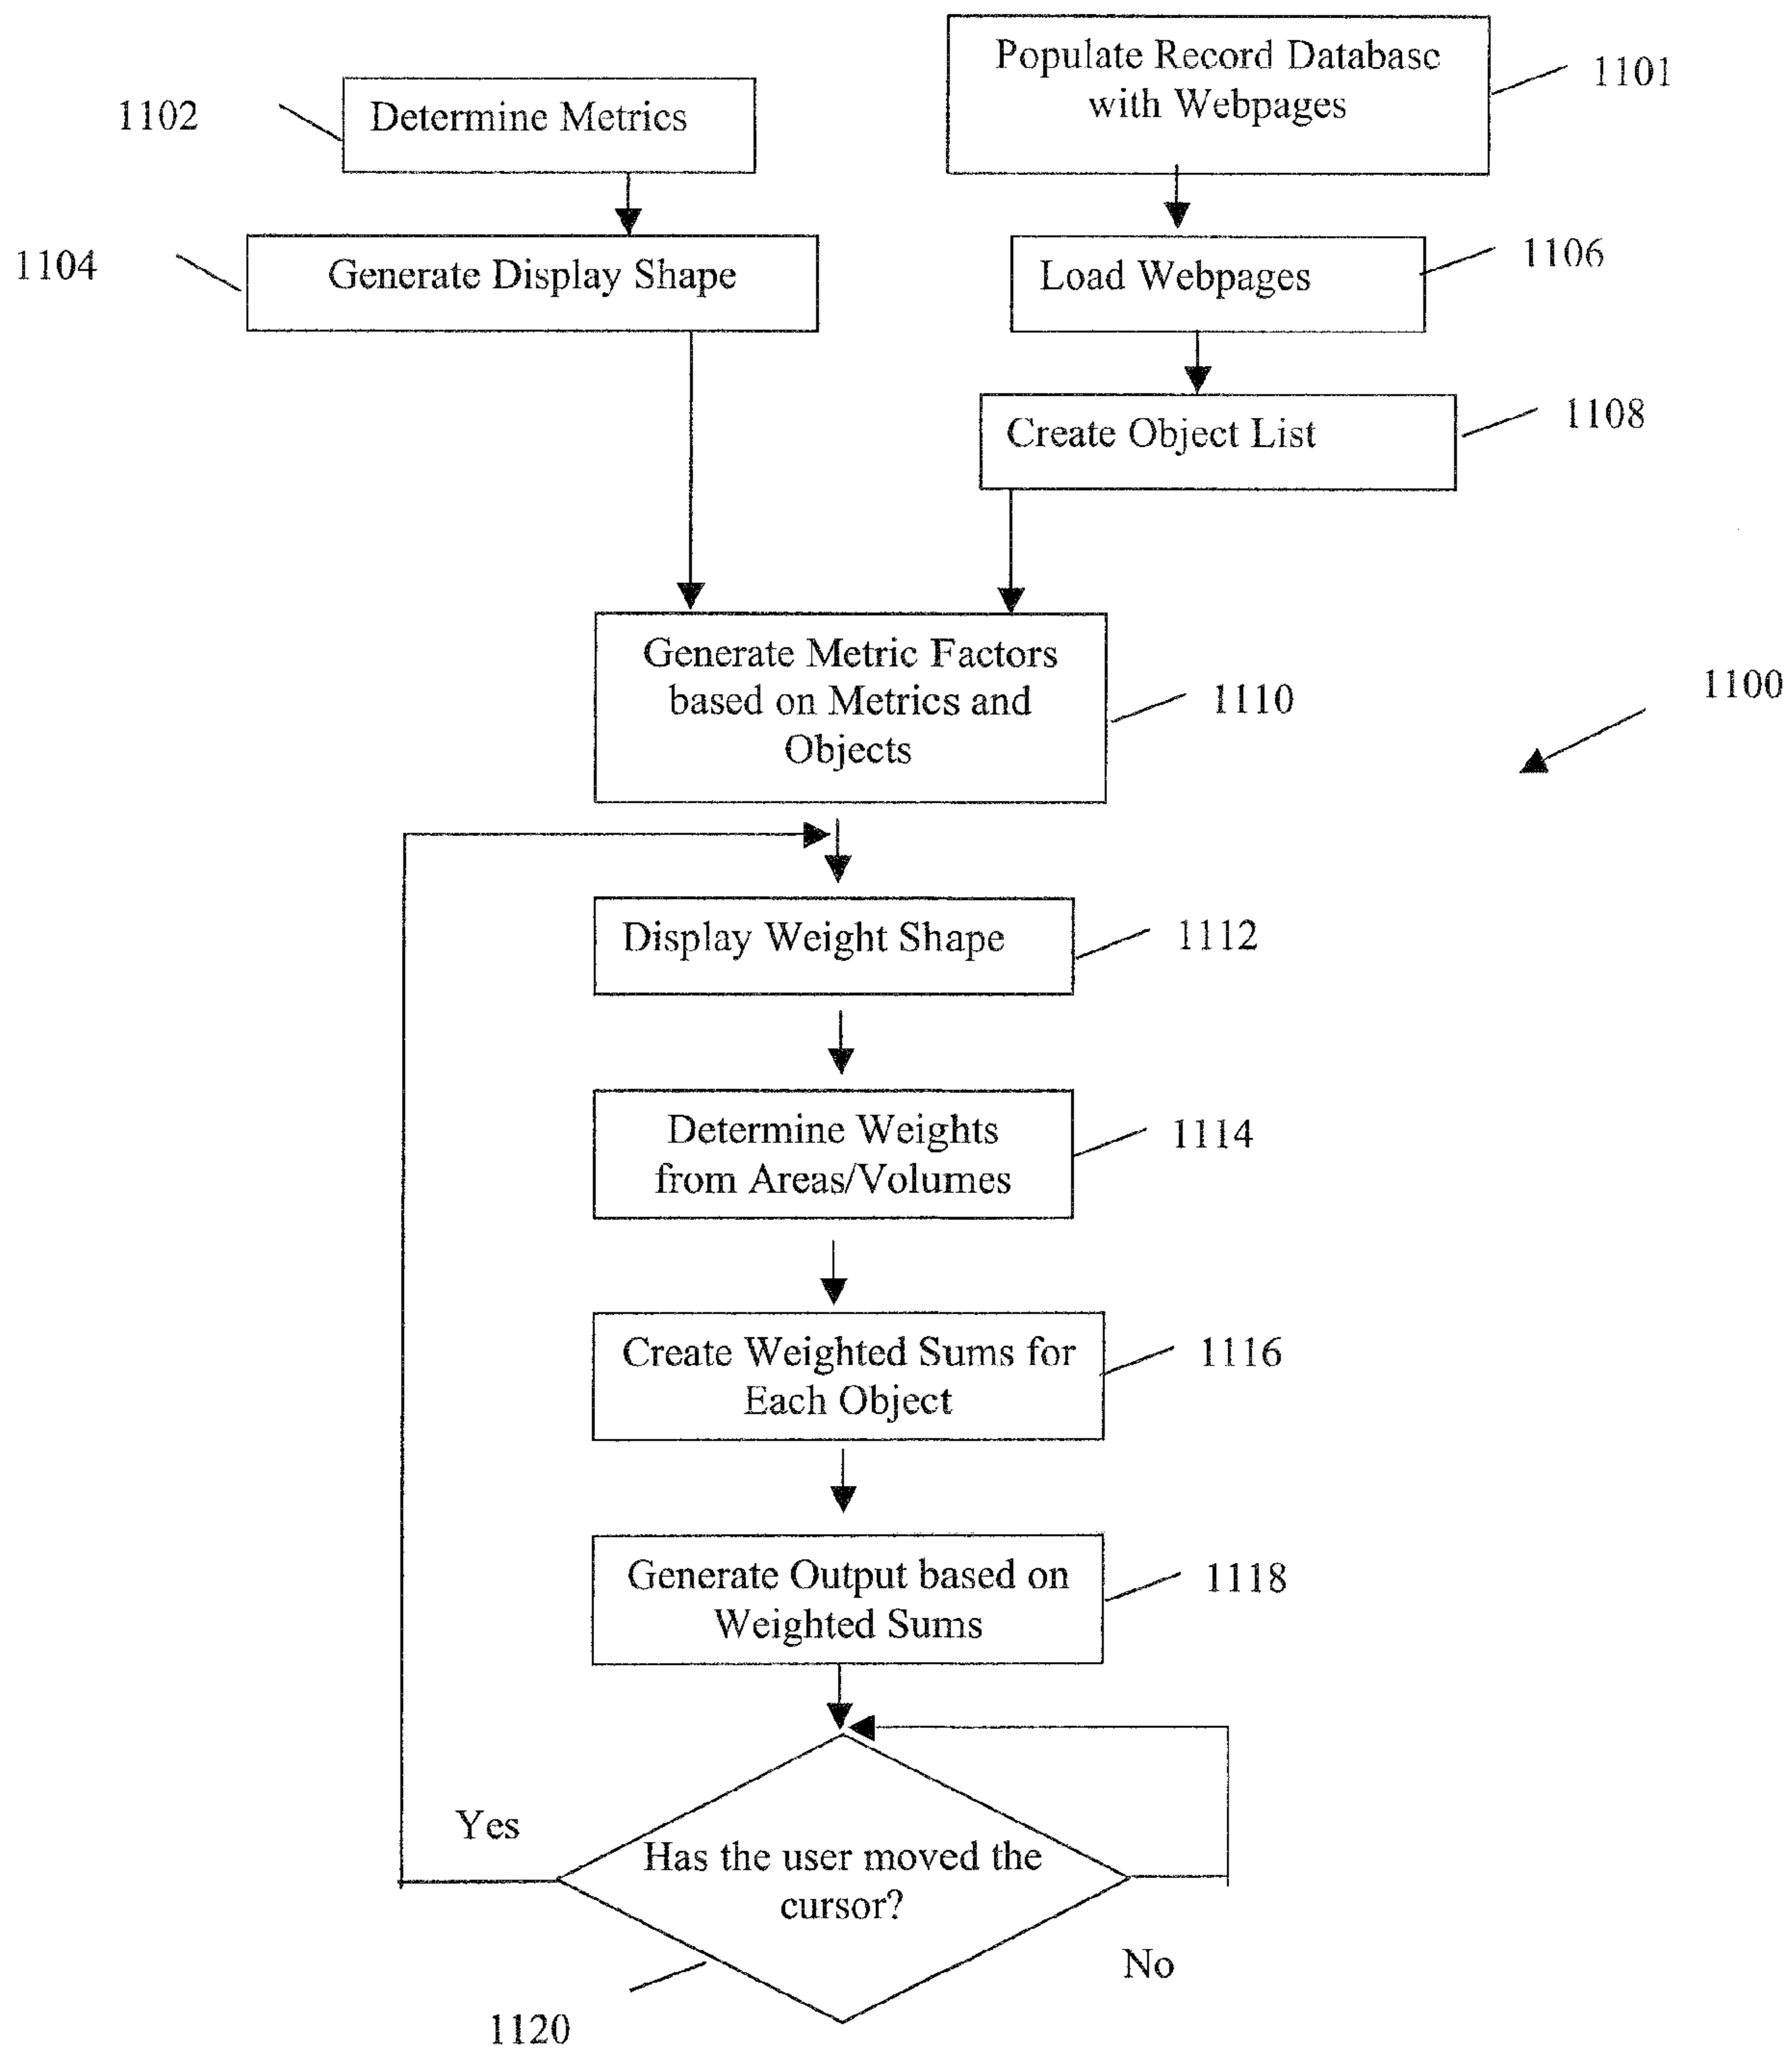 Populate Record Database
with Webpages
1101
1102
Determine Metrics
1104
Generate Display Shape
Load Webpages
1106
Create Object List
1108
Generate Metric Factors
based on Metrics and
Objects
1110
1100
Display Weight Shape
1112
Determine Weights
from Areas/Volumes
1114
Create Weighted Sums for
Each Object
1116
Generate Output based on
Weighted Sums
1118
Yes
Has the user moved the
cursor?
No
1120